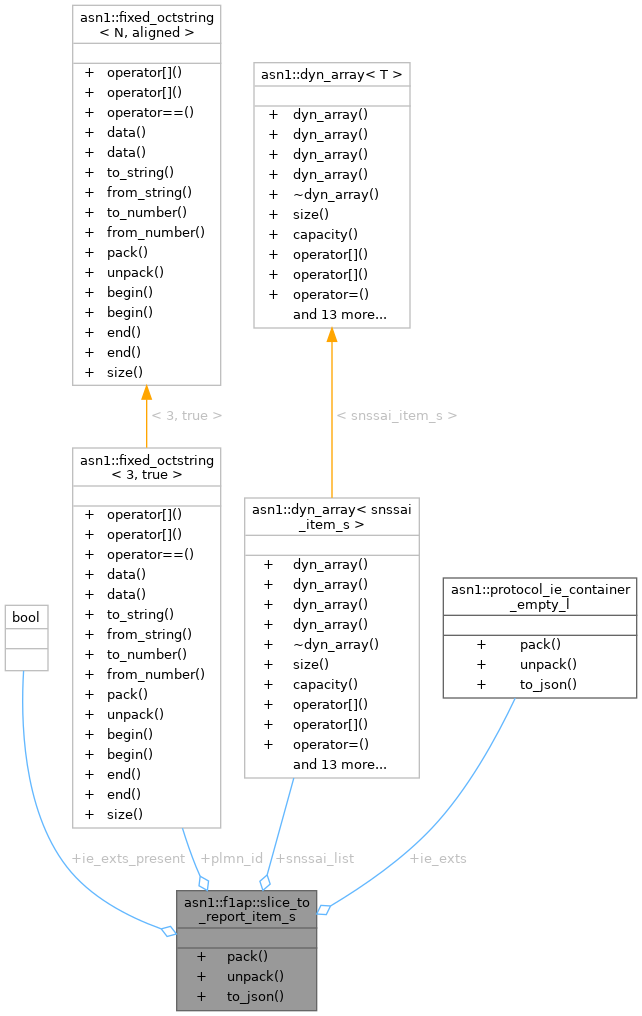 asn1::fixed_octstring
< N, aligned >
+ operator[]()
+ operator[]()
+ operator==()
+ data()
+ data()
+ to_string()
+ from_string()
+ to_number()
+ from_number()
+ pack()
+ unpack()
+ begin()
+ begin()
+ end()
+ end()
+ size()
asn1::dyn_array< T >
+ dyn_array()
+ dyn_array()
+ dyn_array()
+ dyn_array()
+ ~dyn_array()
+ size()
+ capacity()
+ operator[]()
+ operator[]()
+ operator=()
and 13 more...
< 3, true >
< snssai_item_s >
asn1::fixed_octstring
< 3, true >
+ operator[]()
+ operator[]()
+ operator==()
+ data()
+ data()
+ to_string()
+ from_string()
+ to_number()
+ from_number()
+ pack()
+ unpack()
+ begin()
+ begin()
+ end()
+ end()
+ size()
asn1::dyn_array< snssai
_item_s >
+ dyn_array()
+ dyn_array()
+ dyn_array()
+ dyn_array()
+ ~dyn_array()
+ size()
+ capacity()
+ operator[]()
+ operator[]()
+ operator=()
and 13 more...
bool
asn1::protocol_ie_container
_empty_l
+ pack()
+ unpack()
+ to_json()
+ie_exts_present
+plmn_id
+snssai_list
+ie_exts
asn1::f1ap::slice_to
_report_item_s
+ pack()
+ unpack()
+ to_json()